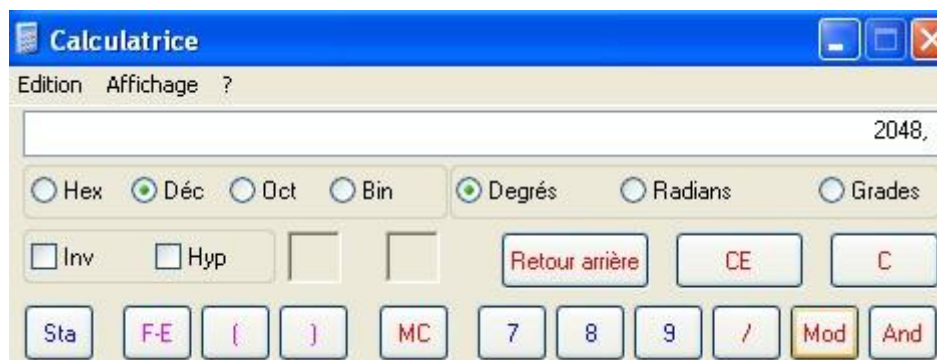 Calculatrice
Edition Affichage ?
2048,
Hex Déc Oct Bin Degrés Radians Grades
Inv Hyp Retour arrière CE C
Sta F-E ( ) MC 7 8 9 / Mod And